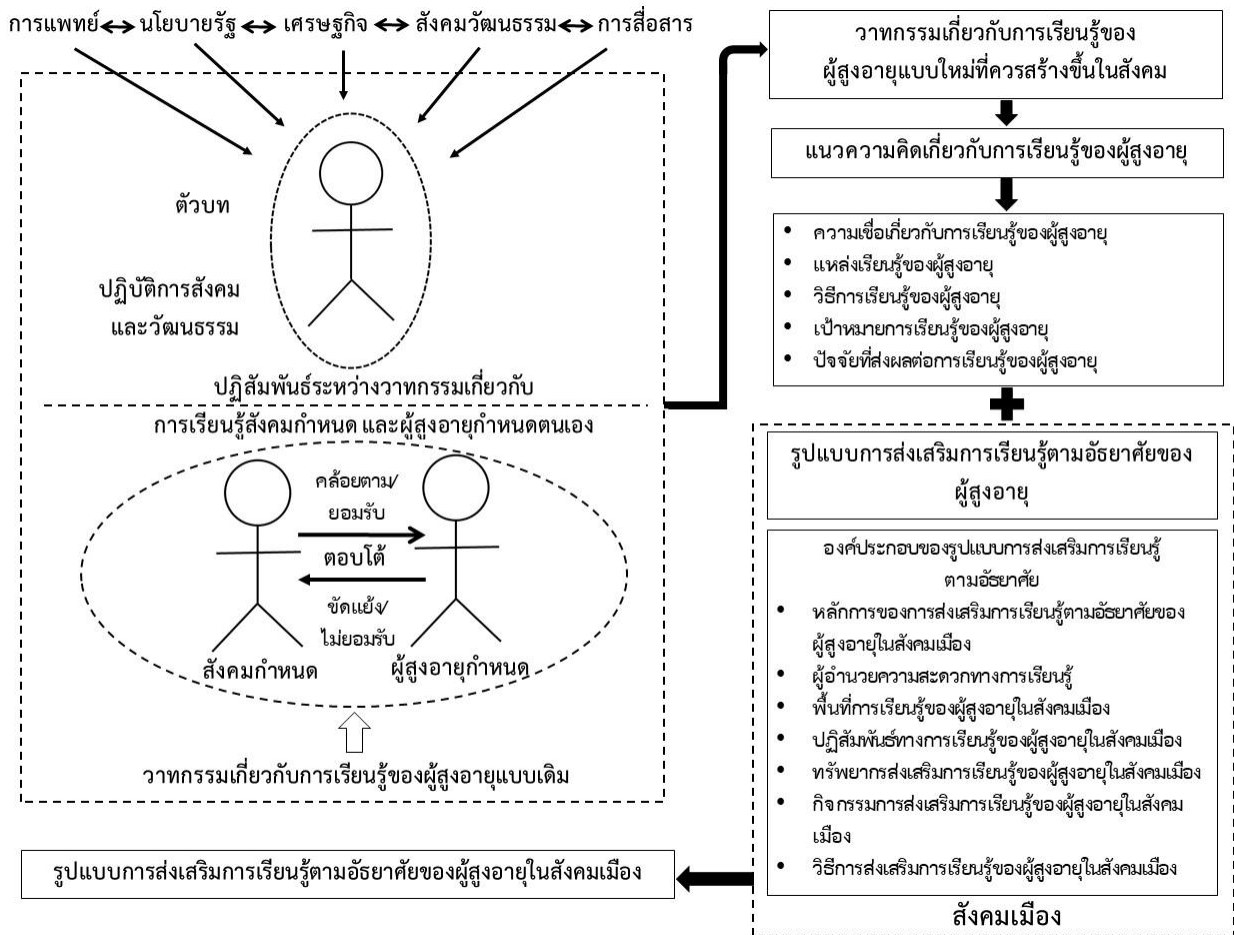 การแพทย์ นโยบายรัฐ เศรษฐกิจ สังคมวัฒนธรรม การสื่อสาร
ตัวบท
ปฏิบัติการสังคม
และวัฒนธรรม
ปฏิสัมพันธ์ระหว่างวาทกรรมเกี่ยวกับ
การเรียนรู้สังคมกำหนด และผู้สูงอายุกำหนดตนเอง
คล้อยตาม/
ยอมรับ
ตอบโต้
ขัดแย้ง/
ไม่ยอมรับ
สังคมกำหนด
ผู้สูงอายุกำหนด
วาทกรรมเกี่ยวกับการเรียนรู้ของผู้สูงอายุแบบเดิม
วาทกรรมเกี่ยวกับการเรียนรู้ของ
ผู้สูงอายุแบบใหม่ที่ควรสร้างขึ้นในสังคม
แนวความคิดเกี่ยวกับการเรียนรู้ของผู้สูงอายุ
• ความเชื่อเกี่ยวกับการเรียนรู้ของผู้สูงอายุ
• แหล่งเรียนรู้ของผู้สูงอายุ
• วิธีการเรียนรู้ของผู้สูงอายุ
• เป้าหมายการเรียนรู้ของผู้สูงอายุ
• ปัจจัยที่ส่งผลต่อการเรียนรู้ของผู้สูงอายุ
รูปแบบการส่งเสริมการเรียนรู้ตามอัธยาศัยของ
ผู้สูงอายุ
องค์ประกอบของรูปแบบการส่งเสริมการเรียนรู้
ตามอัธยาศัย
• หลักการของการส่งเสริมการเรียนรู้ตามอัธยาศัยของ
ผู้สูงอายุในสังคมเมือง
• ผู้อำนวยความสะดวกทางการเรียนรู้
• พื้นที่การเรียนรู้ของผู้สูงอายุในสังคมเมือง
• ปฏิสัมพันธ์ทางการเรียนรู้ของผู้สูงอายุในสังคมเมือง
• ทรัพยากรส่งเสริมการเรียนรู้ของผู้สูงอายุในสังคมเมือง
• กิจกรรมการส่งเสริมการเรียนรู้ของผู้สูงอายุในสังคม
เมือง
• วิธีการส่งเสริมการเรียนรู้ของผู้สูงอายุในสังคมเมือง
สังคมเมือง
รูปแบบการส่งเสริมการเรียนรู้ตามอัธยาศัยของผู้สูงอายุในสังคมเมือง